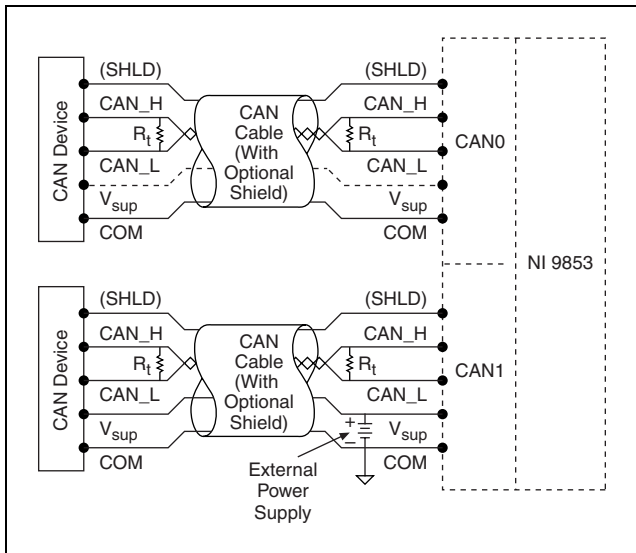 (SHLD)
(SHLD)
CAN_H
CAN_H
CAN Device
R_t
CAN
Cable
(With
Optional
Shield)
R_t
CAN0
CAN_L
CAN_L
V_sup
V_sup
COM
COM
NI 9853
(SHLD)
(SHLD)
CAN_H
CAN_H
CAN Device
R_t
CAN
Cable
(With
Optional
Shield)
R_t
CAN1
CAN_L
CAN_L
V_sup
+
–
V_sup
COM
COM
External
Power
Supply